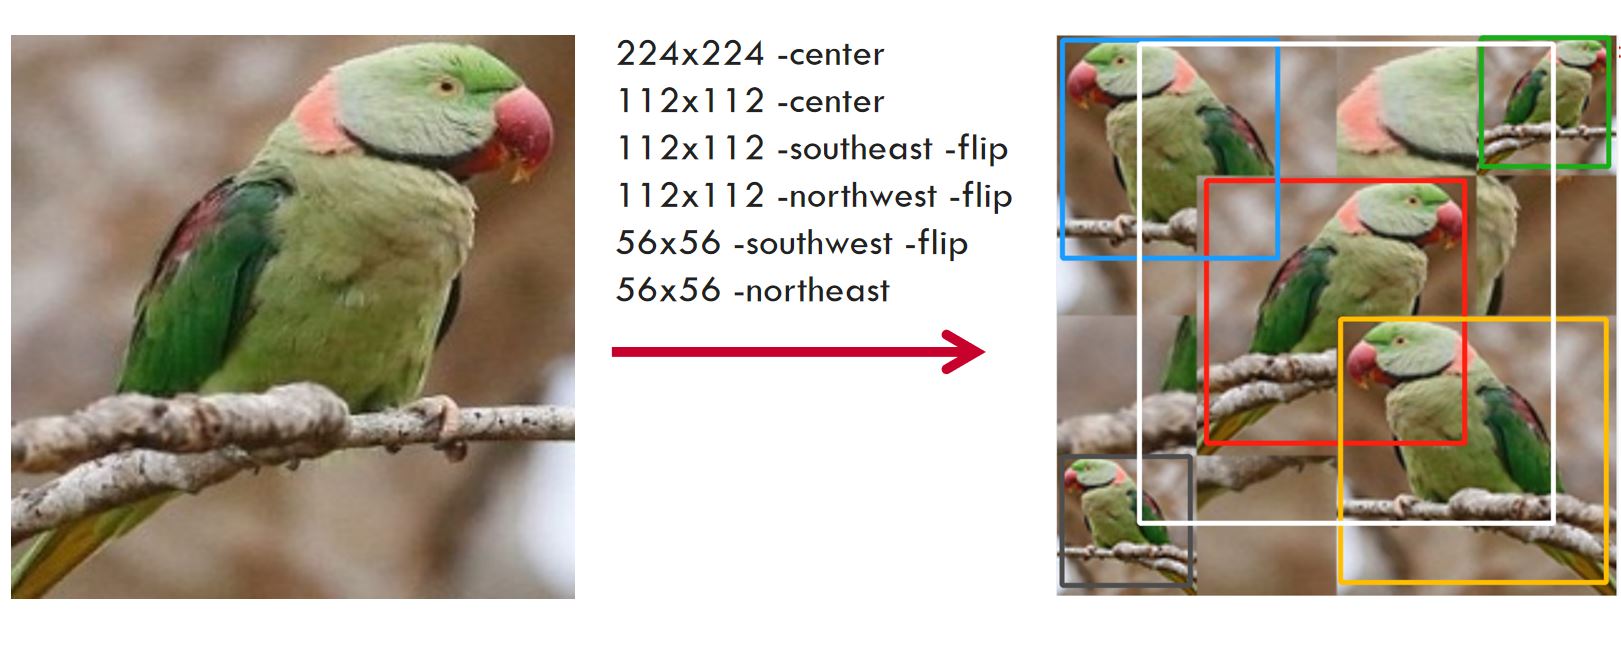 224x224 -center
112x112 -center
112x112 -southeast -flip
112x112 -northwest -flip
56x56 -southwest -flip
56x56 -northeast